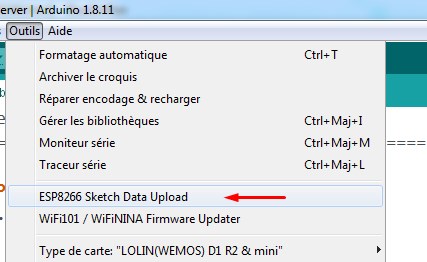 erver | Arduino 1.8.11
Outils Aide
Formatage automatique Ctrl+T
Archiver le croquis
Réparer encodage & recharger
Gérer les bibliothèques Ctrl+Maj+I
Moniteur série Ctrl+Maj+M
Traceur série Ctrl+Maj+L
ESP8266 Sketch Data Upload
WiFi101 / WiFiNINA Firmware Updater
Type de carte: "LOLIN(WEMOS) D1 R2 & mini"